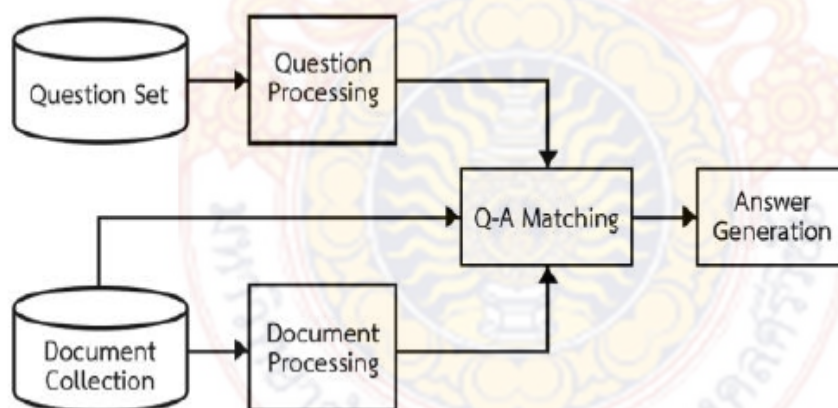 Question Set
Question
Processing
Q-A Matching
Answer
Generation
Document
Collection
Document
Processing